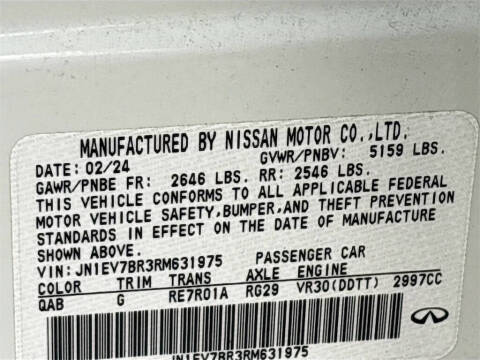 MANUFACTURED BY NISSAN MOTOR CO.,LTD.
DATE: 02/24 GVWR/PNBV: 5159 LBS.
GAWR/PNBE FR: 2646 LBS. RR: 2546 LBS.
THIS VEHICLE CONFORMS TO ALL APPLICABLE FEDERAL
MOTOR VEHICLE SAFETY,BUMPER,AND THEFT PREVENTION
STANDARDS IN EFFECT ON THE DATE OF MANUFACTURE
SHOWN ABOVE.
VIN: JN1EV7BR3RM631975 PASSENGER CAR
COLOR TRIM TRANS AXLE ENGINE
QAB G RE7R01A RG29 VR30(DDTT) 2997CC
JN1EV7BR3RM631975